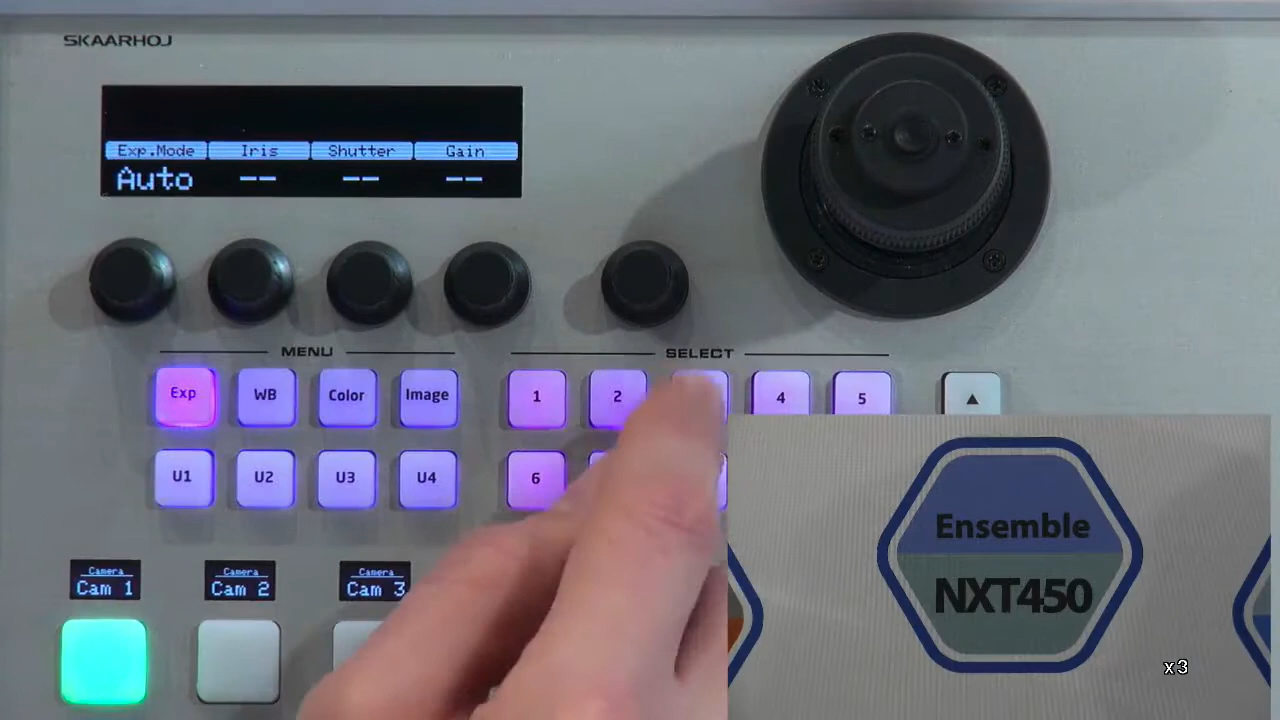 SKAARHOJ
Exp.Mode Iris Shutter Gain
Auto -- -- --
MENU SELECT
Exp WB Color Image 1 2 4 5 ▲
U1 U2 U3 U4 6
Camera Camera Camera
Cam 1 Cam 2 Cam 3
Ensemble
NXT450
x3